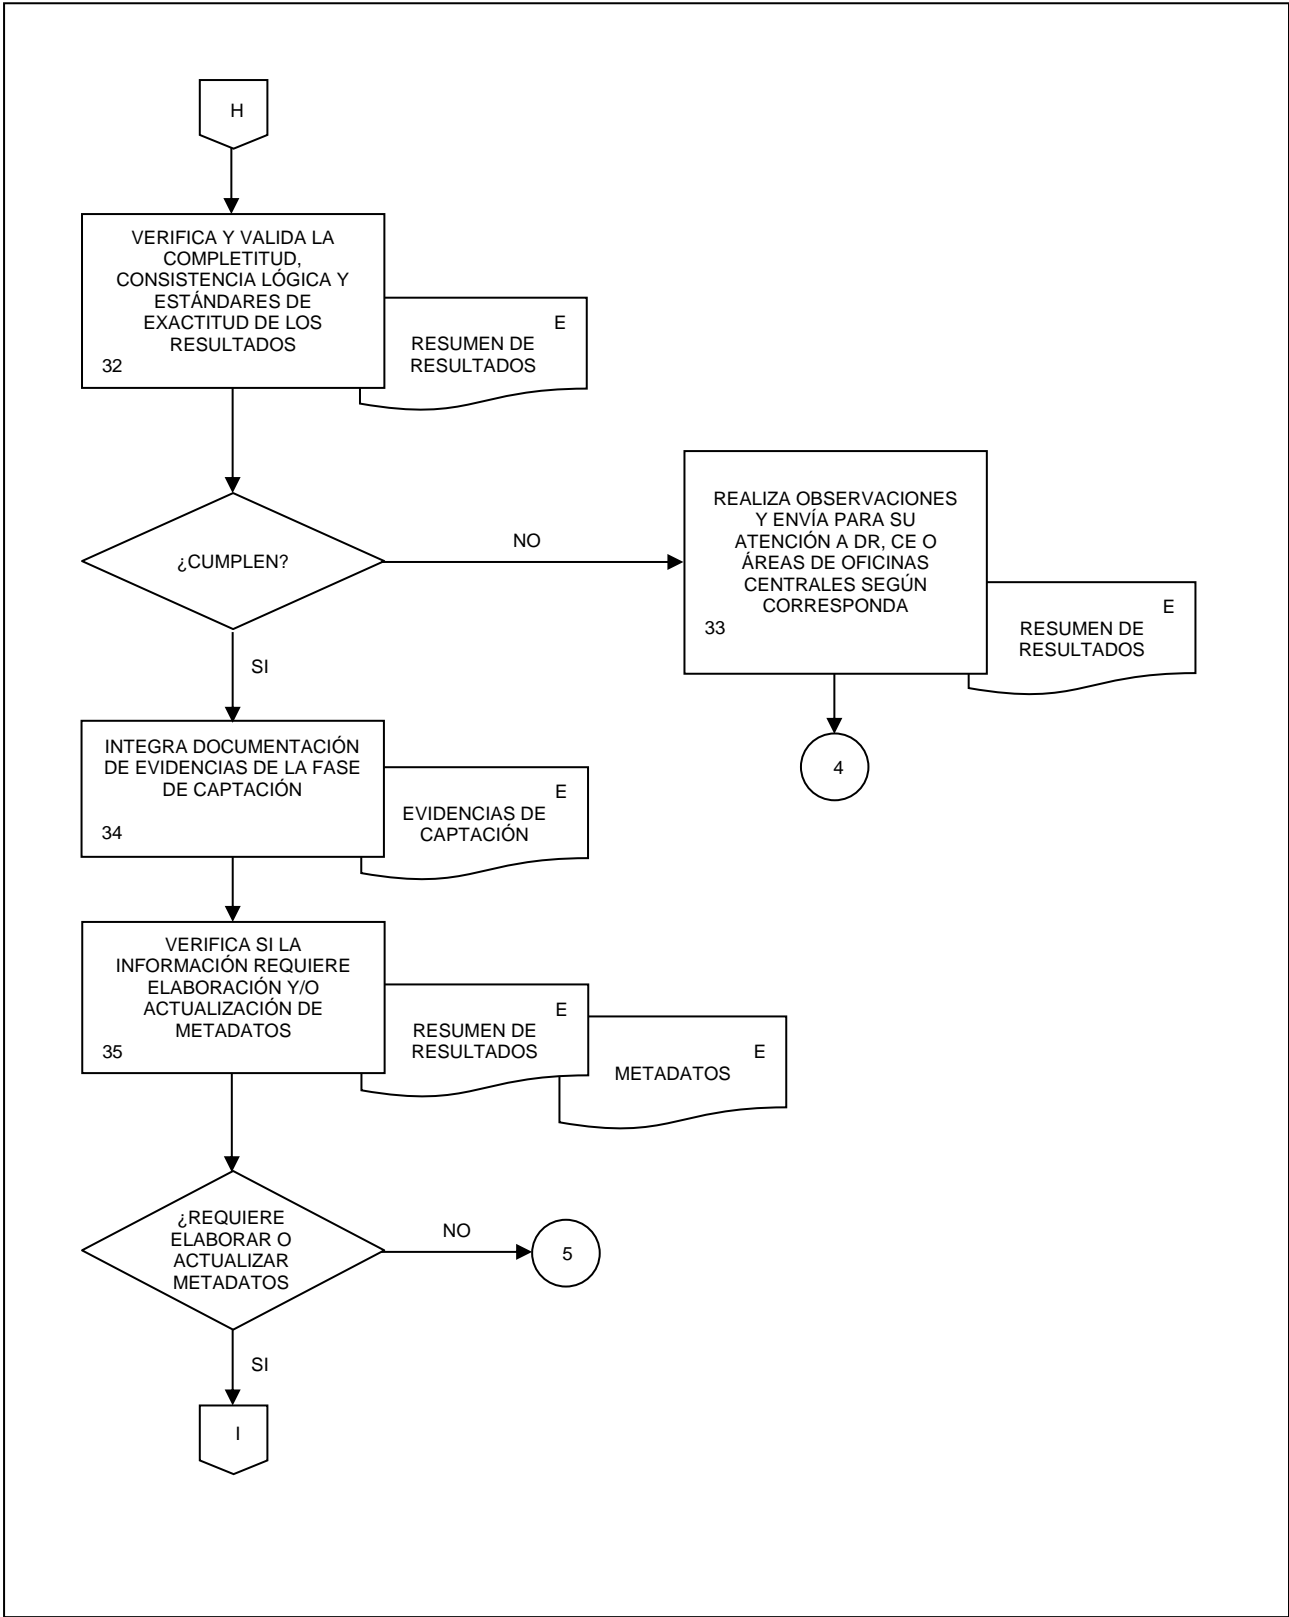 H
VERIFICA Y VALIDA LA
COMPLETITUD,
CONSISTENCIA LÓGICA Y
ESTÁNDARES DE
EXACTITUD DE LOS
RESULTADOS
32
E
RESUMEN DE
RESULTADOS
¿CUMPLEN?
NO
REALIZA OBSERVACIONES
Y ENVÍA PARA SU
ATENCIÓN A DR, CE O
ÁREAS DE OFICINAS
CENTRALES SEGÚN
CORRESPONDA
33
E
RESUMEN DE
RESULTADOS
4
SI
INTEGRA DOCUMENTACIÓN
DE EVIDENCIAS DE LA FASE
DE CAPTACIÓN
34
E
EVIDENCIAS DE
CAPTACIÓN
VERIFICA SI LA
INFORMACIÓN REQUIERE
ELABORACIÓN Y/O
ACTUALIZACIÓN DE
METADATOS
35
E
RESUMEN DE
RESULTADOS
E
METADATOS
¿REQUIERE
ELABORAR O
ACTUALIZAR
METADATOS
NO
5
SI
I